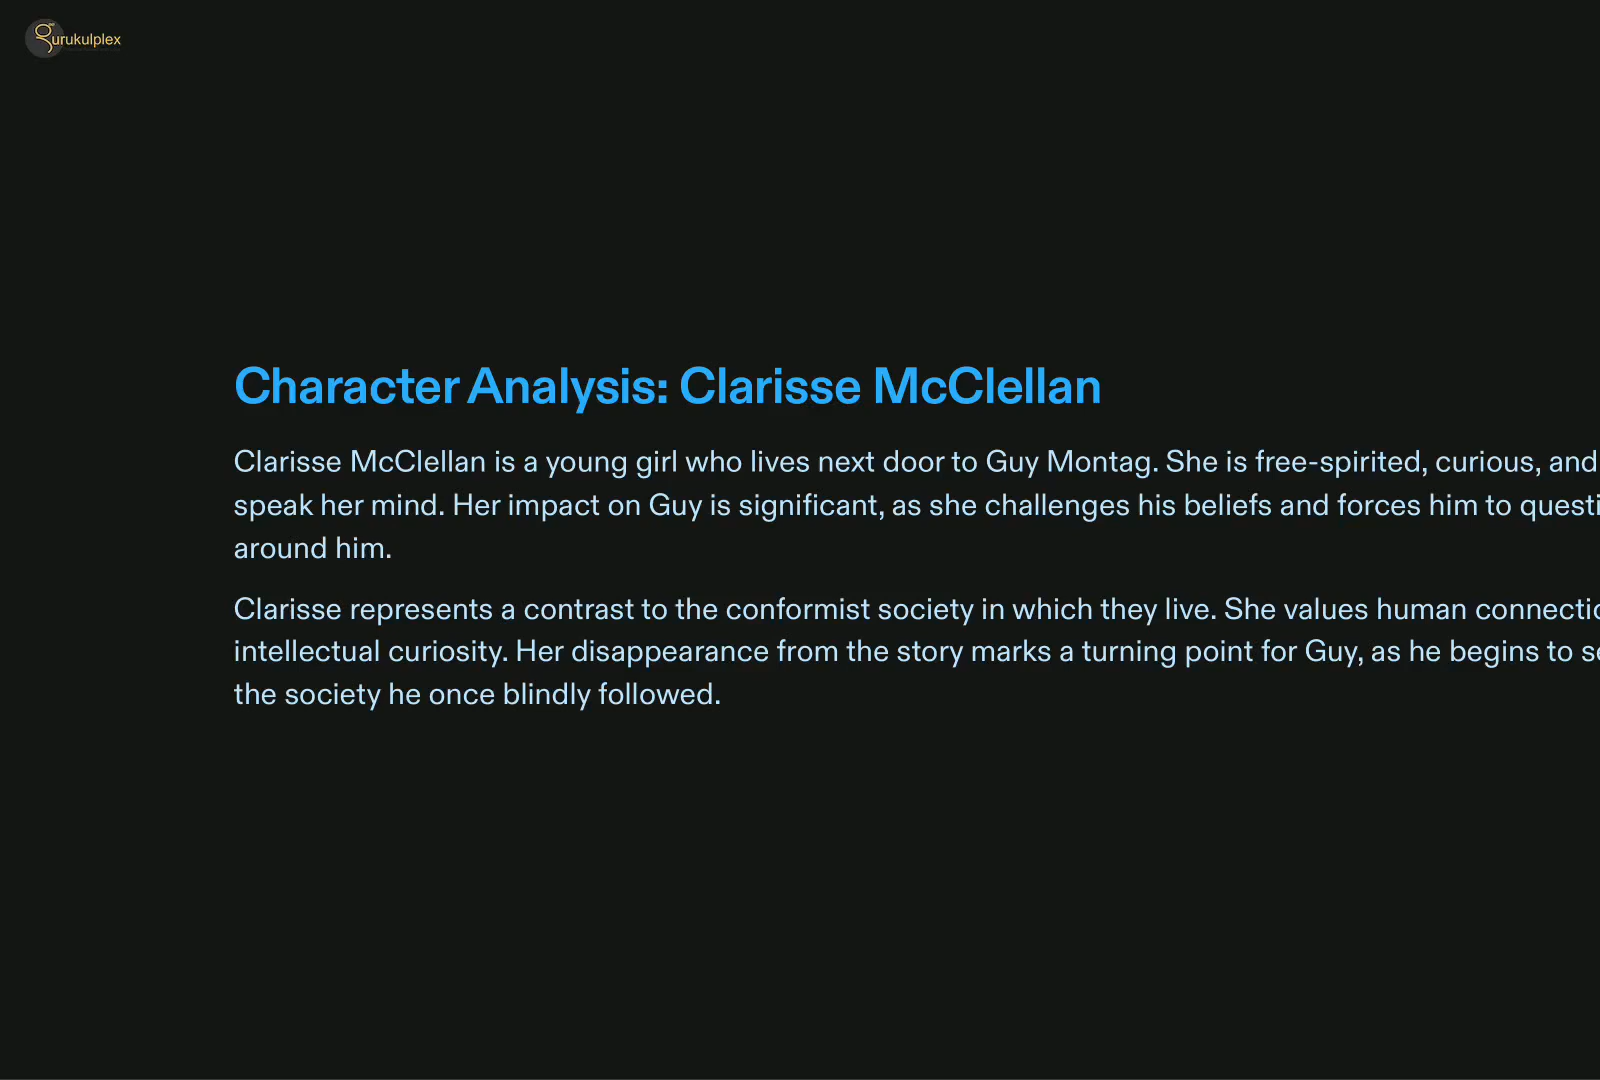 gurukulplex
Character Analysis: Clarisse McClellan
Clarisse McClellan is a young girl who lives next door to Guy Montag. She is free-spirited, curious, and
speak her mind. Her impact on Guy is significant, as she challenges his beliefs and forces him to questi
around him.
Clarisse represents a contrast to the conformist society in which they live. She values human connectio
intellectual curiosity. Her disappearance from the story marks a turning point for Guy, as he begins to se
the society he once blindly followed.